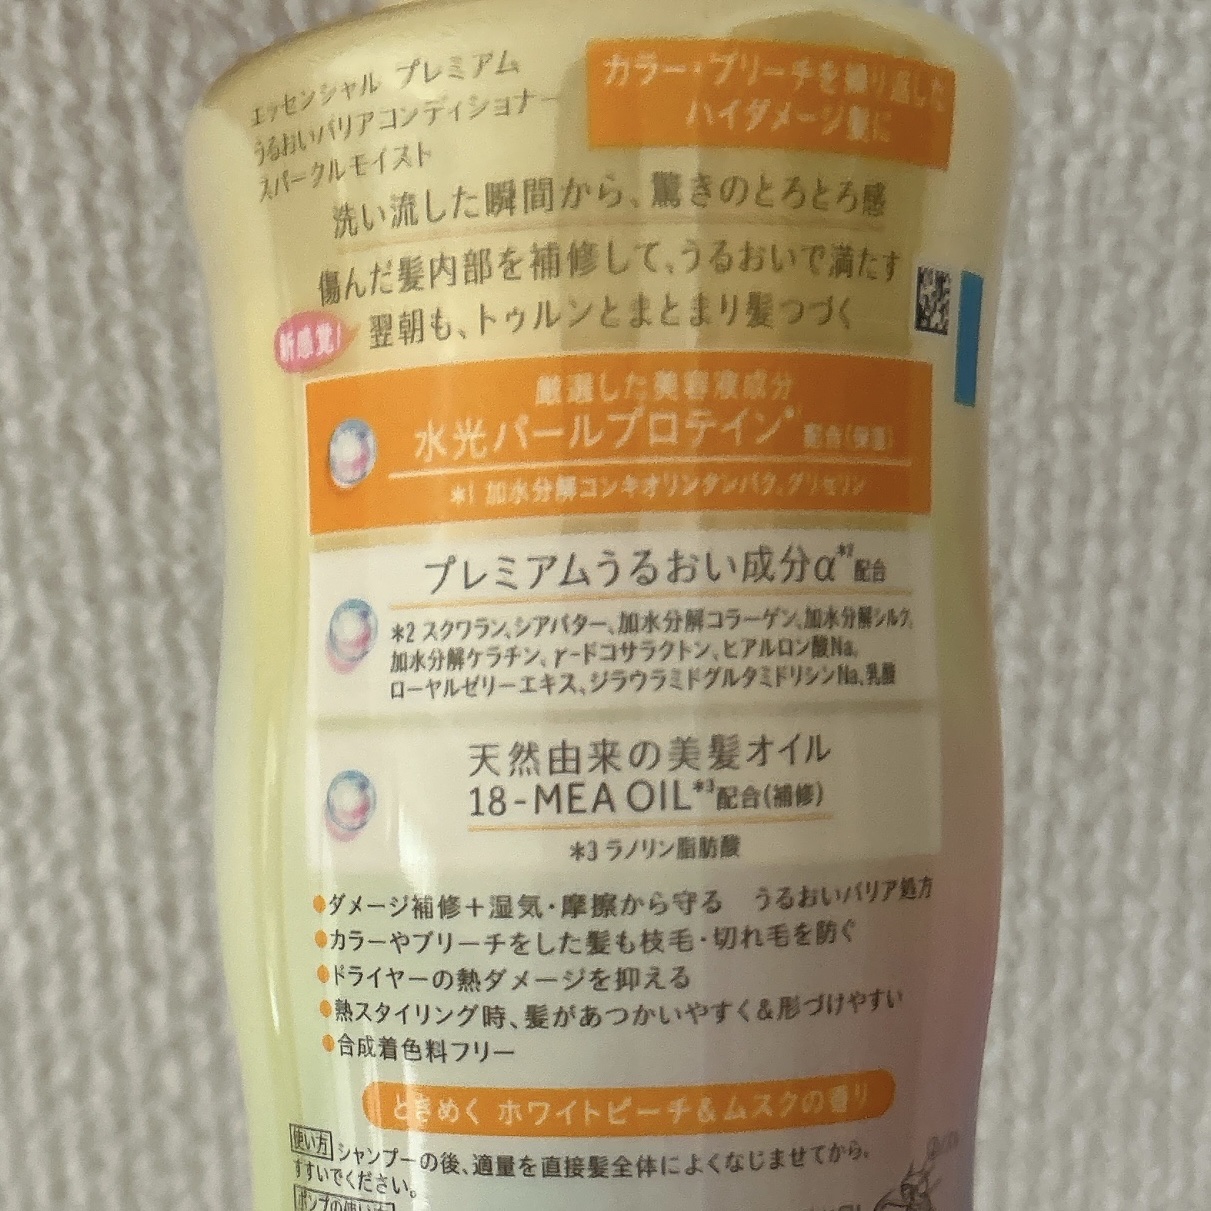 エッセンシャル プレミアム
うるおいバリアコンディショナー
スパークルモイスト
カラー・ブリーチを繰り返した
ハイダメージ髪に
洗い流した瞬間から、驚きのとろとろ感
傷んだ髪内部を補修して、うるおいで満たす
新感覚!
翌朝も、トゥルンとまとまり髪つづく
厳選した美容液成分
水光パールプロテイン*1配合(保湿)
*1 加水分解コンキオリンタンパク、グリセリン
プレミアムうるおい成分α*2配合
*2 スクワラン、シアバター、加水分解コラーゲン、加水分解シルク、
加水分解ケラチン、γ-ドコサラクトン、ヒアルロン酸Na、
ローヤルゼリーエキス、ジラウラミドグルタミドリシンNa、乳酸
天然由来の美髪オイル
18-MEA OIL*3配合(補修)
*3 ラノリン脂肪酸
●ダメージ補修+湿気・摩擦から守る うるおいバリア処方
●カラーやブリーチをした髪も枝毛・切れ毛を防ぐ
●ドライヤーの熱ダメージを抑える
●熱スタイリング時、髪があつかいやすく&形づけやすい
●合成着色料フリー
ときめく ホワイトピーチ&ムスクの香り
使い方 シャンプーの後、適量を直接髪全体によくなじませてから、
すすいでください。
ポンプの使い方